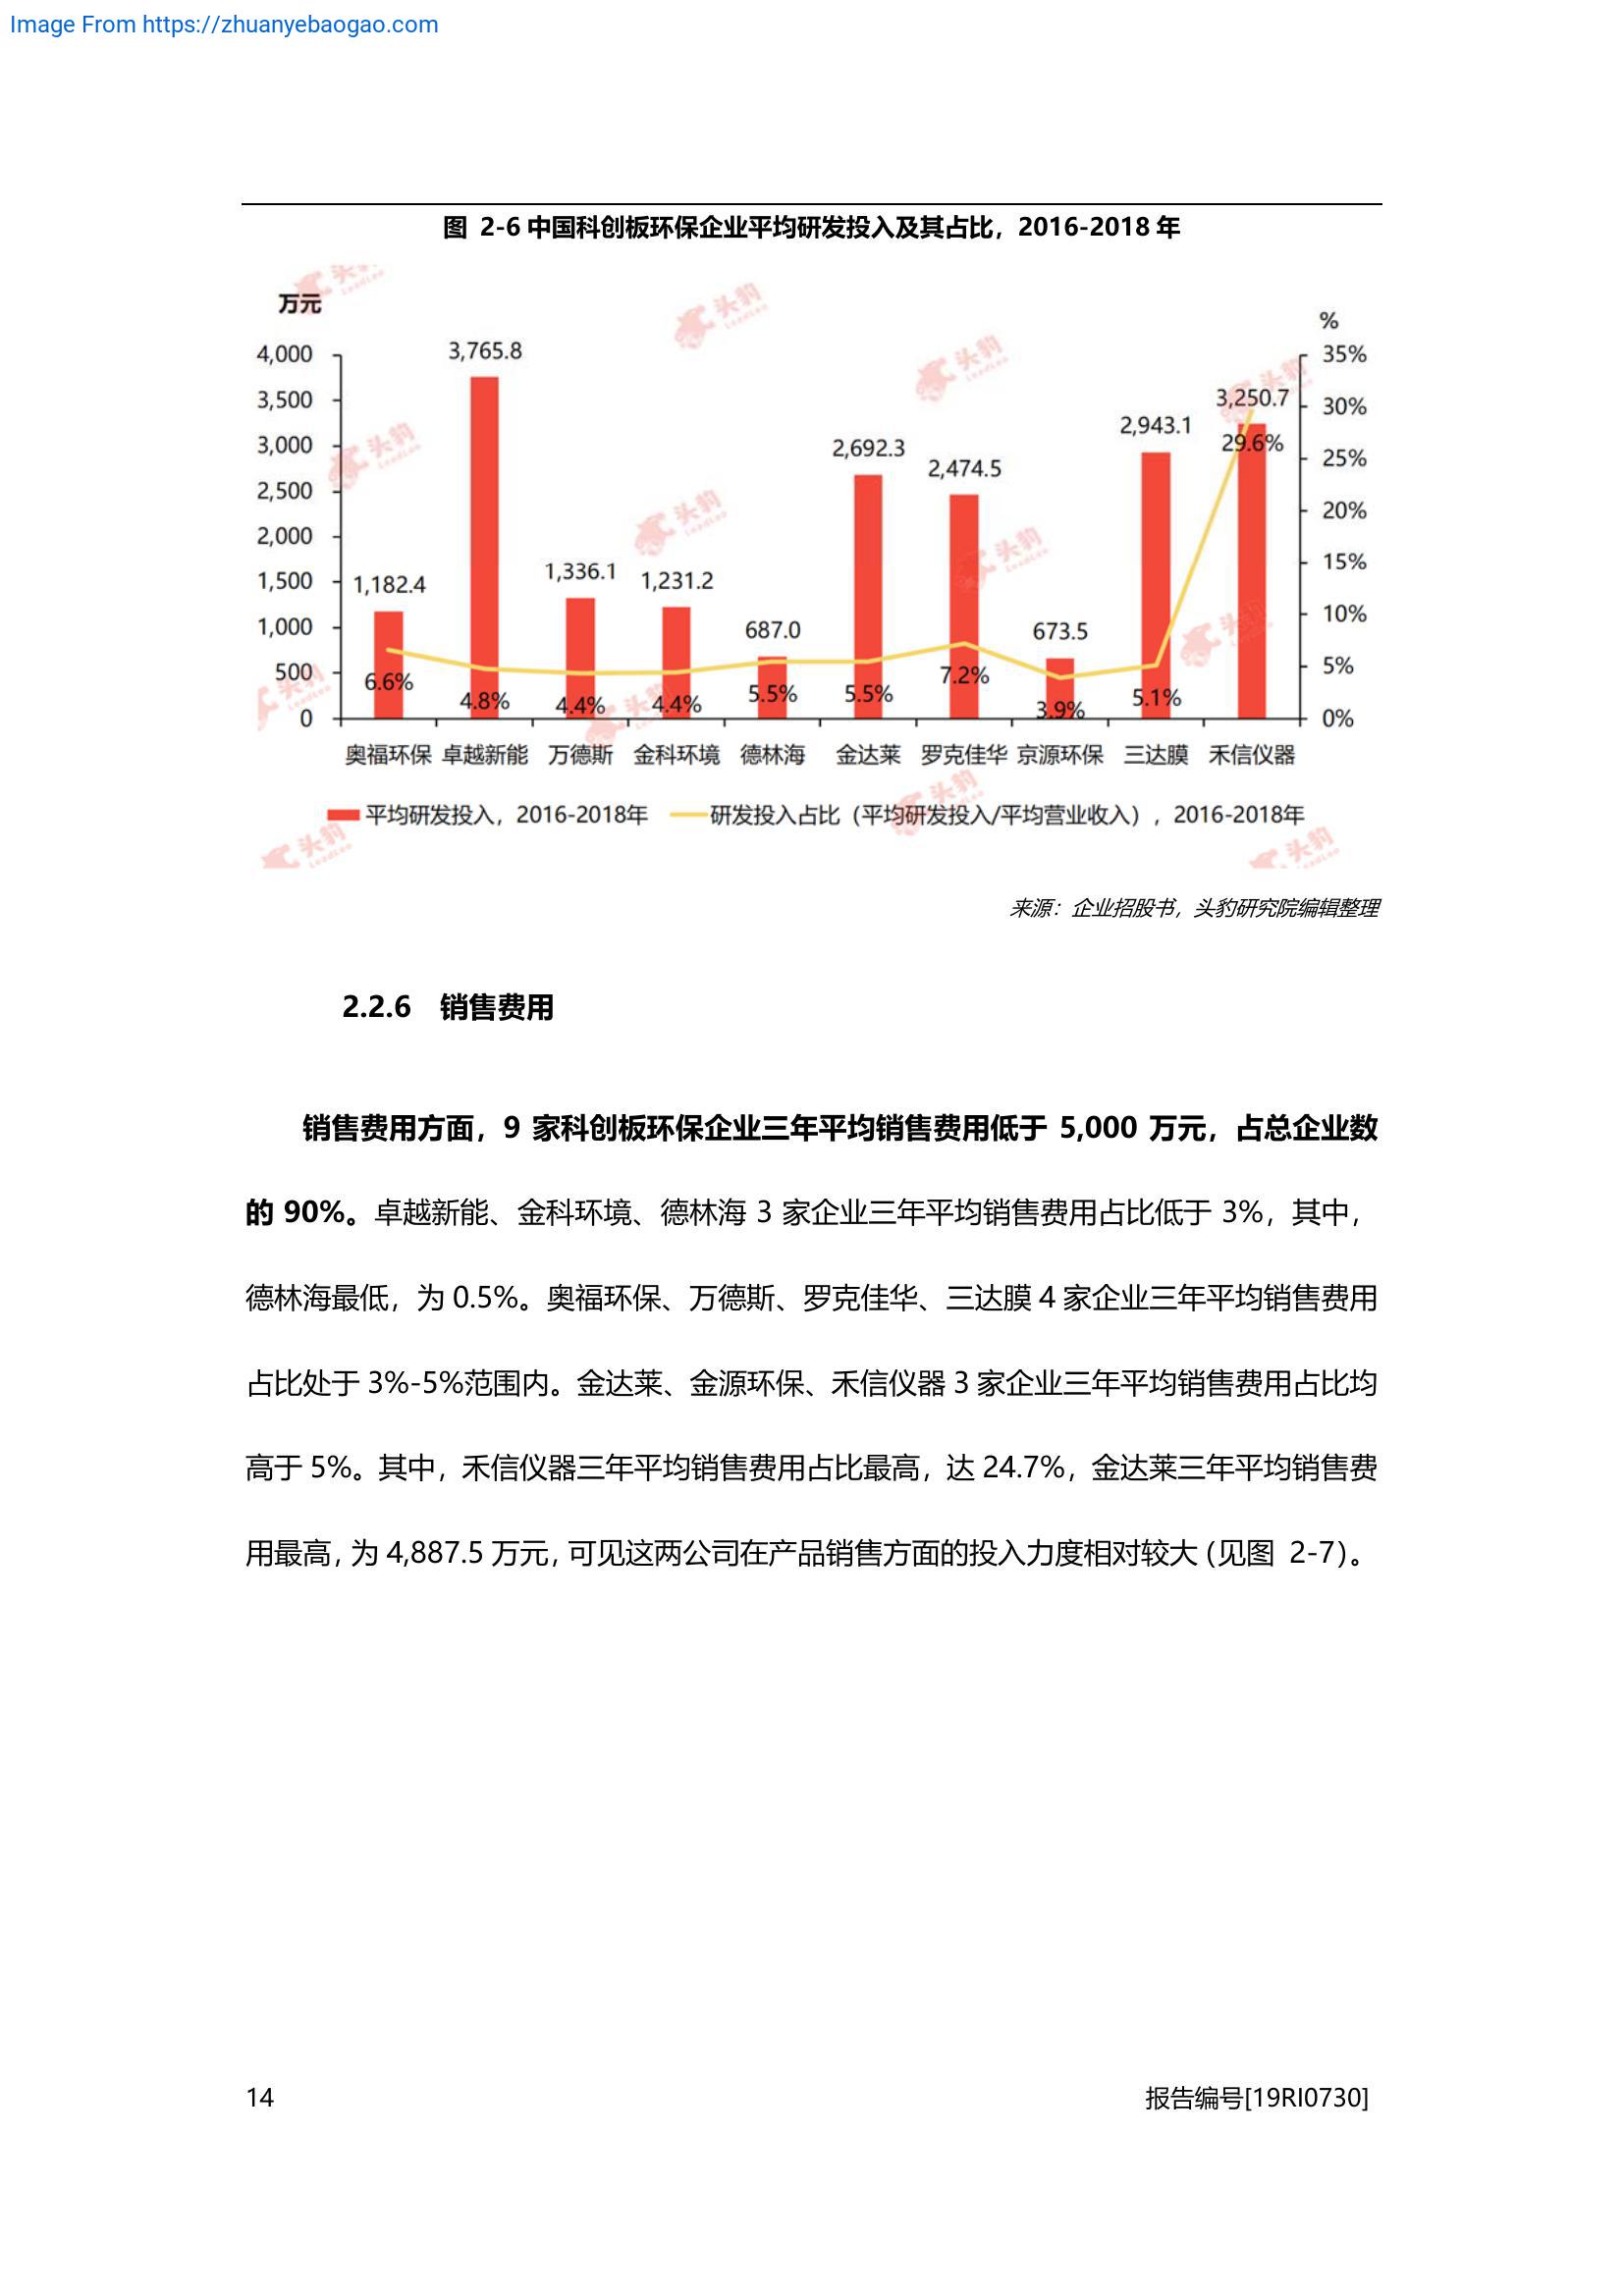 Image From https://zhuanyebaogao.com
图 2-6 中国科创板环保企业平均研发投入及其占比，2016-2018 年
万元
%
4,000
3,500
3,000
2,500
2,000
1,500
1,000
500
0
35%
30%
25%
20%
15%
10%
5%
0%
1,182.4
3,765.8
1,336.1
1,231.2
687.0
2,692.3
2,474.5
673.5
2,943.1
3,250.7
6.6%
4.8%
4.4%
4.4%
5.5%
5.5%
7.2%
3.9%
5.1%
29.6%
奥福环保 卓越新能 万德斯 金科环境 德林海 金达莱 罗克佳华 京源环保 三达膜 禾信仪器
平均研发投入，2016-2018年 研发投入占比（平均研发投入/平均营业收入），2016-2018年
头豹
LeadLeo
来源：企业招股书，头豹研究院编辑整理
2.2.6 销售费用
销售费用方面，9 家科创板环保企业三年平均销售费用低于 5,000 万元，占总企业数
的 90%。卓越新能、金科环境、德林海 3 家企业三年平均销售费用占比低于 3%，其中，
德林海最低，为 0.5%。奥福环保、万德斯、罗克佳华、三达膜 4 家企业三年平均销售费用
占比处于 3%-5%范围内。金达莱、金源环保、禾信仪器 3 家企业三年平均销售费用占比均
高于 5%。其中，禾信仪器三年平均销售费用占比最高，达 24.7%，金达莱三年平均销售费
用最高，为 4,887.5 万元，可见这两公司在产品销售方面的投入力度相对较大（见图 2-7）。
14
报告编号[19RI0730]